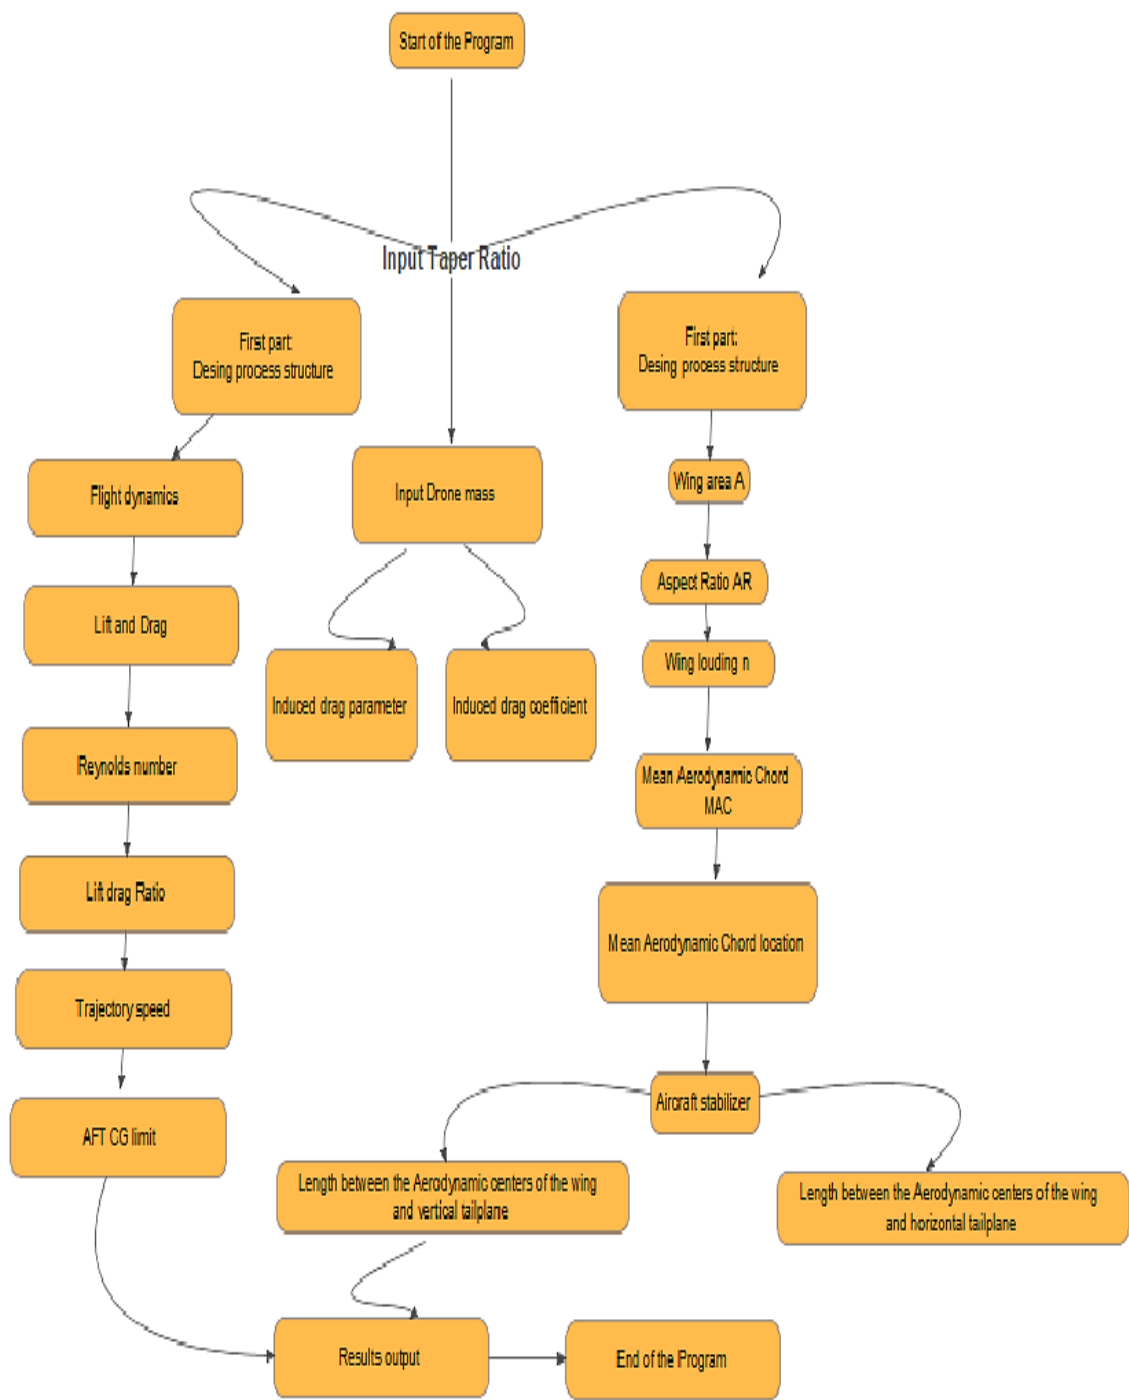 Start of the Program
Input Taper Ratio
First part:
Desing process structure
First part:
Desing process structure
Flight dynamics
Input Drone mass
Wing area A
Aspect Ratio AR
Lift and Drag
Wing louding n
Induced drag parameter
Induced drag coefficient
Reynolds number
Mean Aerodynamic Chord
MAC
Lift drag Ratio
Mean Aerodynamic Chord location
Trajectory speed
Aircraft stabilizer
AFT CG limit
Length between the Aerodynamic centers of the wing
and vertical tailplane
Length between the Aerodynamic centers of the wing
and horizontal tailplane
Results output
End of the Program